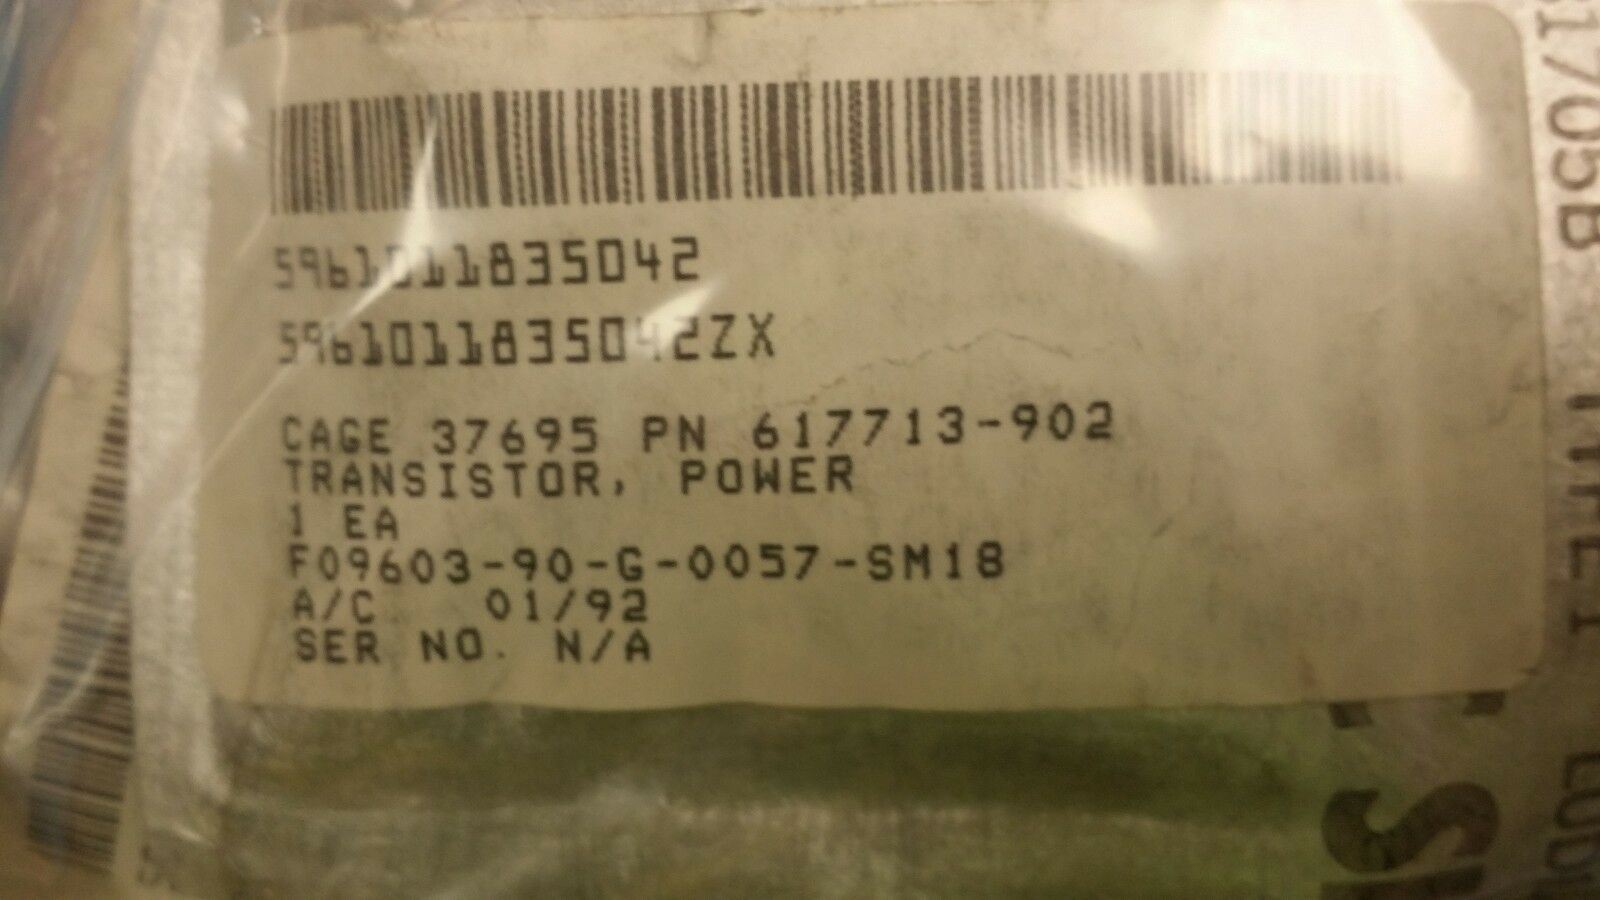 5961011835042
5961011835042ZX
CAGE 37695 PN 617713-902
TRANSISTOR, POWER
1 EA
F09603-90-G-0057-SM18
A/C 01/92
SER NO. N/A